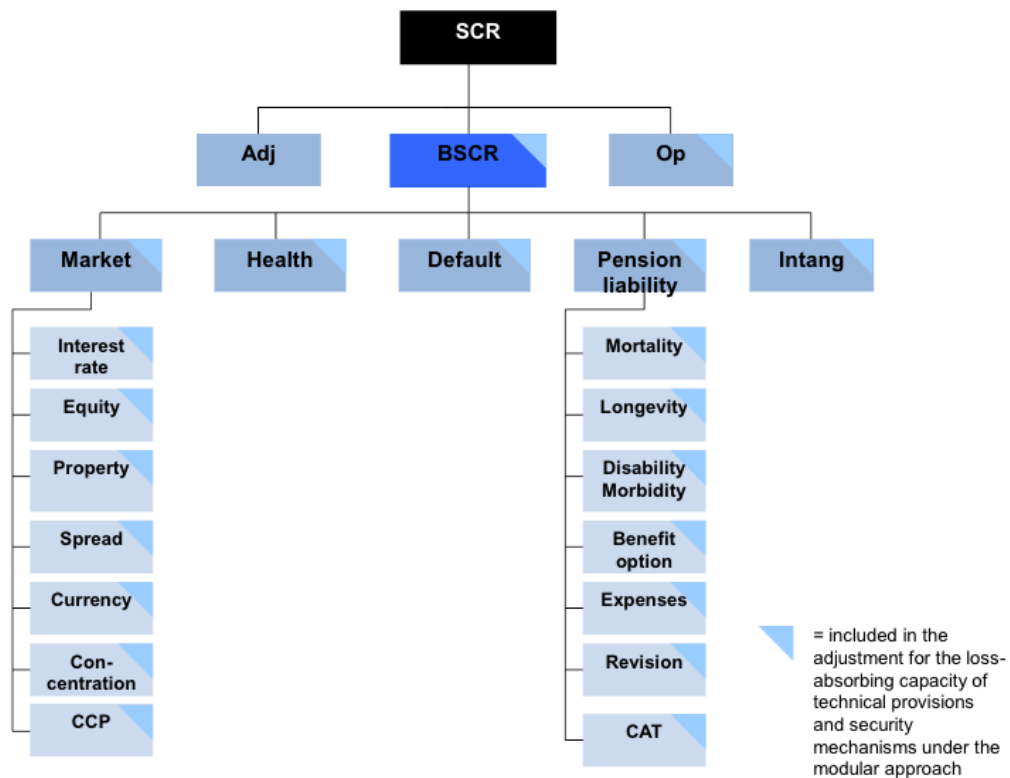 SCR
Adj
BSCR
Op
Market
Health
Default
Pension
liability
Intang
Interest
rate
Equity
Property
Spread
Currency
Con-
centration
CCP
Mortality
Longevity
Disability
Morbidity
Benefit
option
Expenses
Revision
CAT
= included in the
adjustment for the loss-
absorbing capacity of
technical provisions
and security
mechanisms under the
modular approach